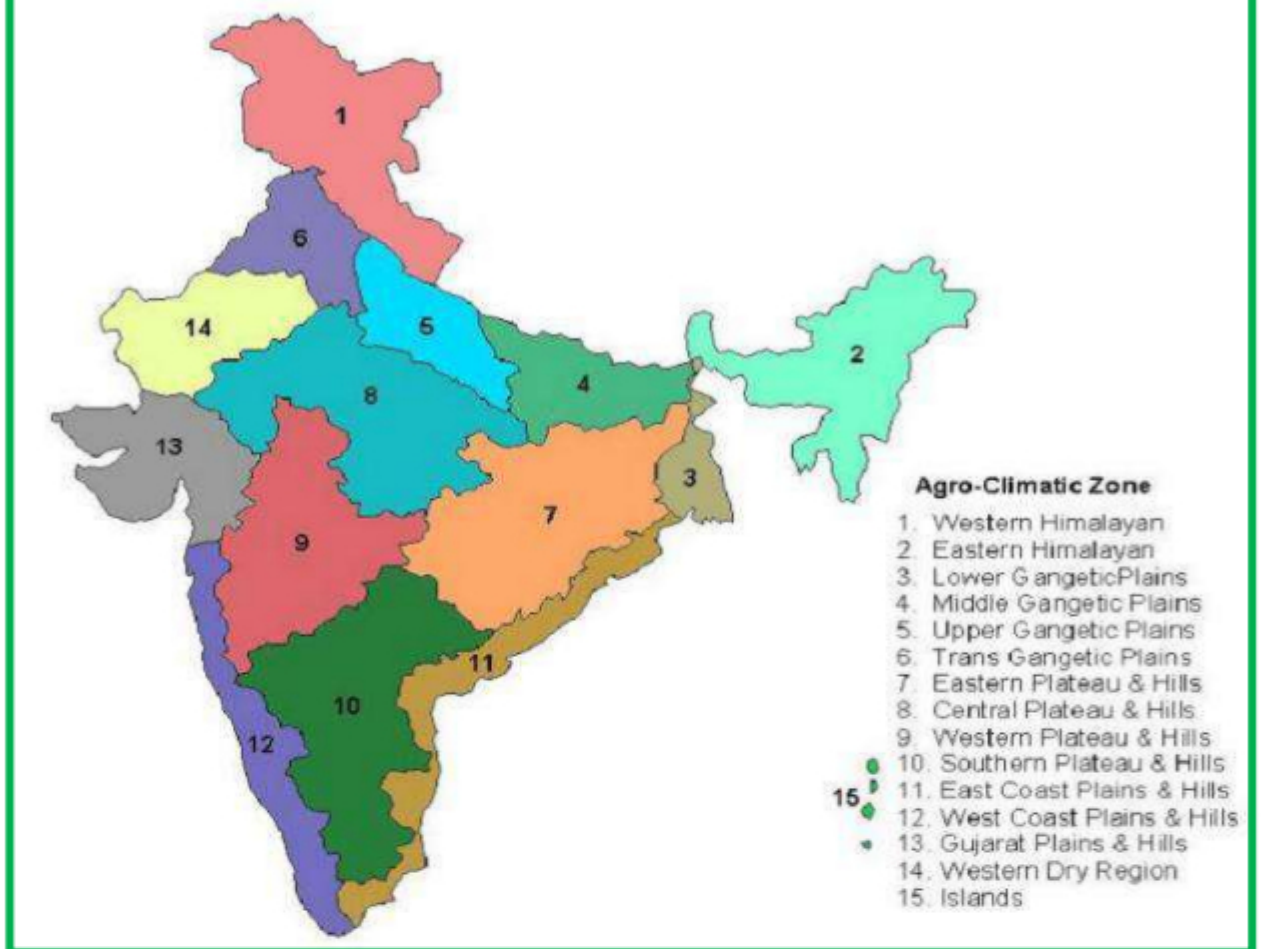 1
6
14
5
2
4
8
13
3
7
9
11
10
12
15
Agro-Climatic Zone
1. Western Himalayan
2. Eastern Himalayan
3. Lower GangeticPlains
4. Middle Gangetic Plains
5. Upper Gangetic Plains
6. Trans Gangetic Plains
7. Eastern Plateau & Hills
8. Central Plateau & Hills
9. Western Plateau & Hills
10. Southern Plateau & Hills
11. East Coast Plains & Hills
12. West Coast Plains & Hills
13. Gujarat Plains & Hills
14. Western Dry Region
15. Islands